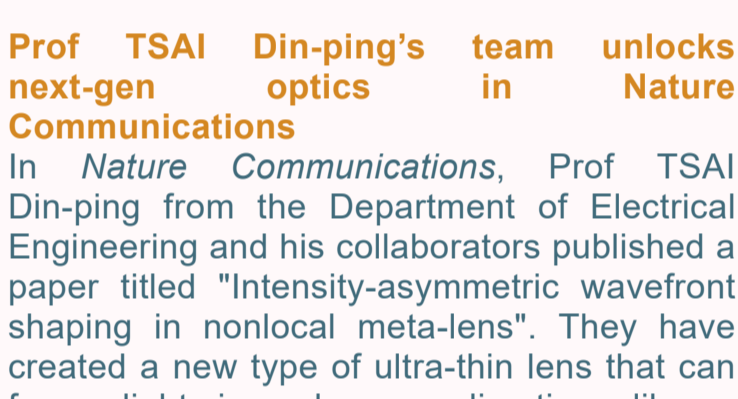 Prof TSAI Din-ping’s team unlocks
next-gen optics in Nature
Communications
In Nature Communications, Prof TSAI
Din-ping from the Department of Electrical
Engineering and his collaborators published a
paper titled "Intensity-asymmetric wavefront
shaping in nonlocal meta-lens". They have
created a new type of ultra-thin lens that can